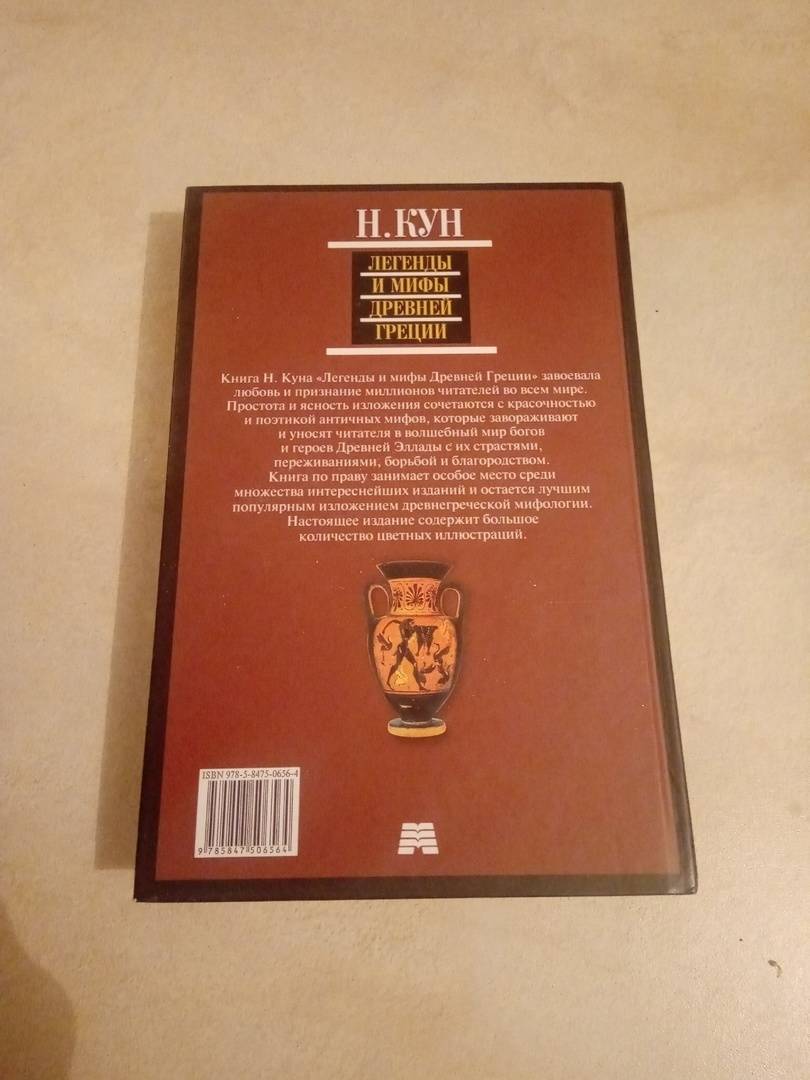 Н. КУН
ЛЕГЕНДЫ
И МИФЫ
ДРЕВНЕЙ
ГРЕЦИИ
Книга Н. Куна «Легенды и мифы Древней Греции» завоевала
любовь и признание миллионов читателей во всем мире.
Простота и ясность изложения сочетаются с красочностью
и поэтикой античных мифов, которые завораживают
и уносят читателя в волшебный мир богов
и героев Древней Эллады с их страстями,
переживаниями, борьбой и благородством.
Книга по праву занимает особое место среди
множества интереснейших изданий и остается лучшим
популярным изложением древнегреческой мифологии.
Настоящее издание содержит большое
количество цветных иллюстраций.
ISBN 978-5-8475-0656-4
9 785847 506564